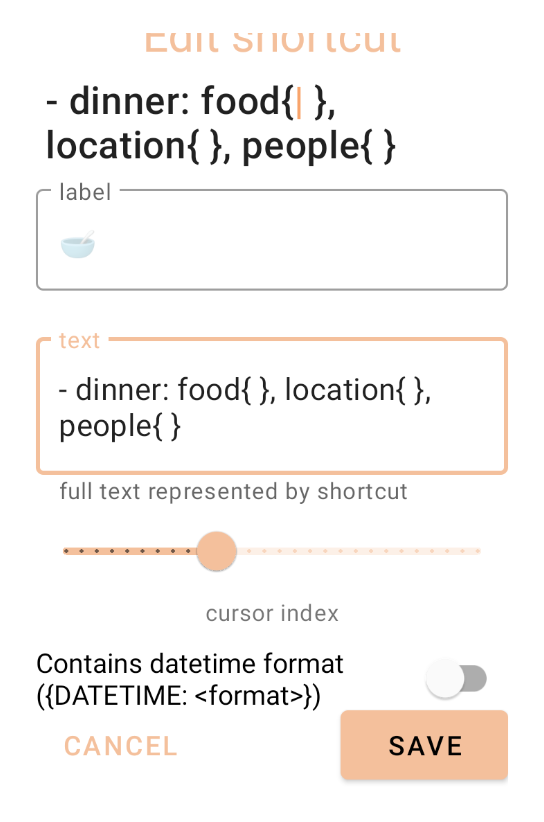 Edit shortcut
- dinner: food{| },
location{ }, people{ }
label
🥣
text
- dinner: food{ }, location{ },
people{ }
full text represented by shortcut
cursor index
Contains datetime format
({DATETIME: <format>})
CANCEL
SAVE